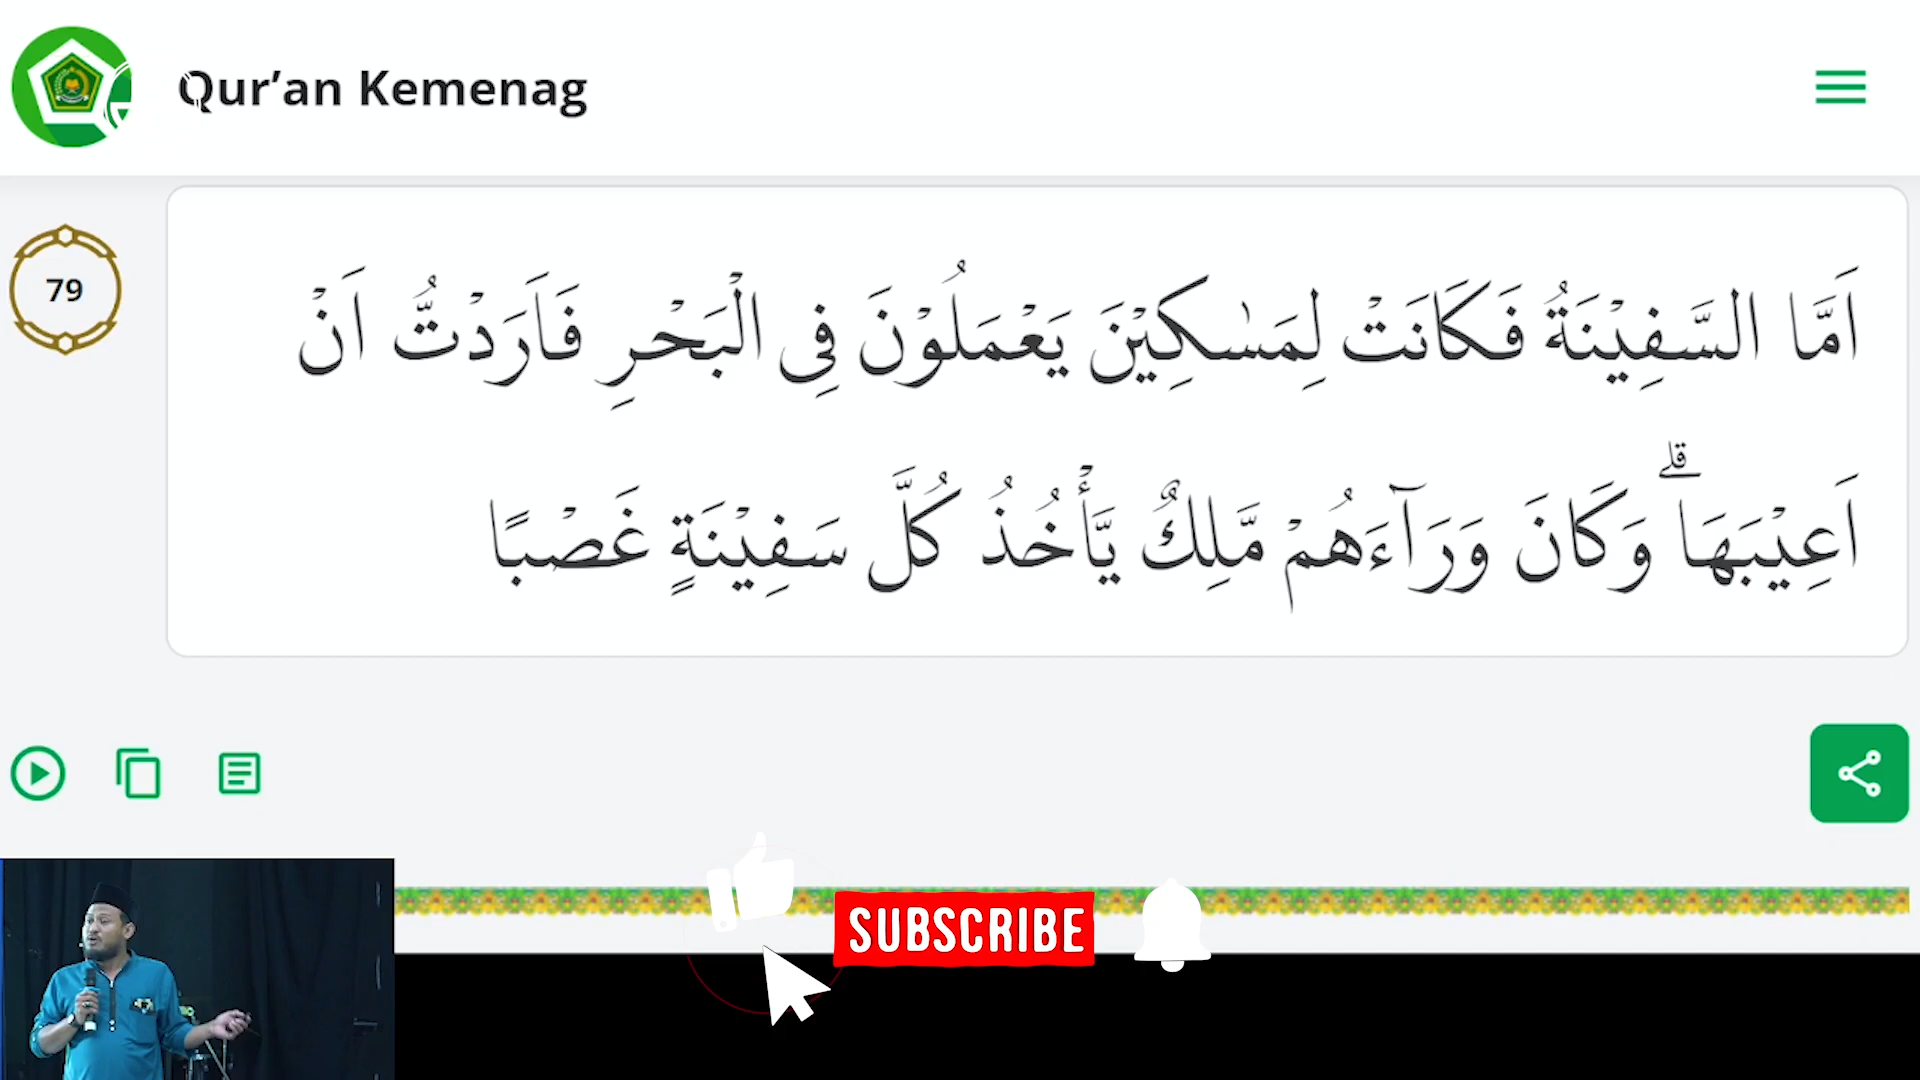 Qur’an Kemenag
79
اَمَّا السَّفِيْنَةُ فَكَانَتْ لِمَسٰكِيْنَ يَعْمَلُوْنَ فِى الْبَحْرِ فَاَرَدْتُّ اَنْ
اَعِيْبَهَاۗ وَكَانَ وَرَاۤءَهُمْ مَّلِكٌ يَّأْخُذُ كُلَّ سَفِيْنَةٍ غَصْبًا
SUBSCRIBE